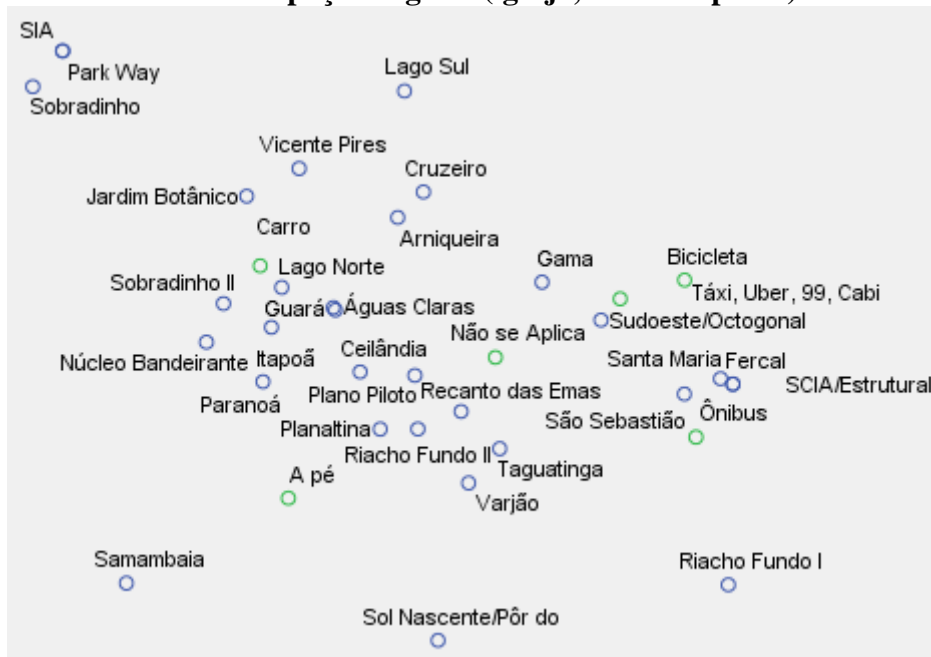 SIA
Park Way
Lago Sul
Sobradinho
Vicente Pires
Cruzeiro
Jardim Botânico
Carro
Arniqueira
Gama
Bicicleta
Lago Norte
Sobradinho II
Táxi, Uber, 99, Cabi
Guará
Águas Claras
Sudoeste/Octogonal
Não se Aplica
Ceilândia
Núcleo Bandeirante
Itapoã
Santa Maria
Fercal
SCIA/Estrutural
Plano Piloto
Recanto das Emas
Paranoá
Ônibus
São Sebastião
Planaltina
Riacho Fundo II
Taguatinga
A pé
Varjão
Samambaia
Riacho Fundo I
Sol Nascente/Pôr do